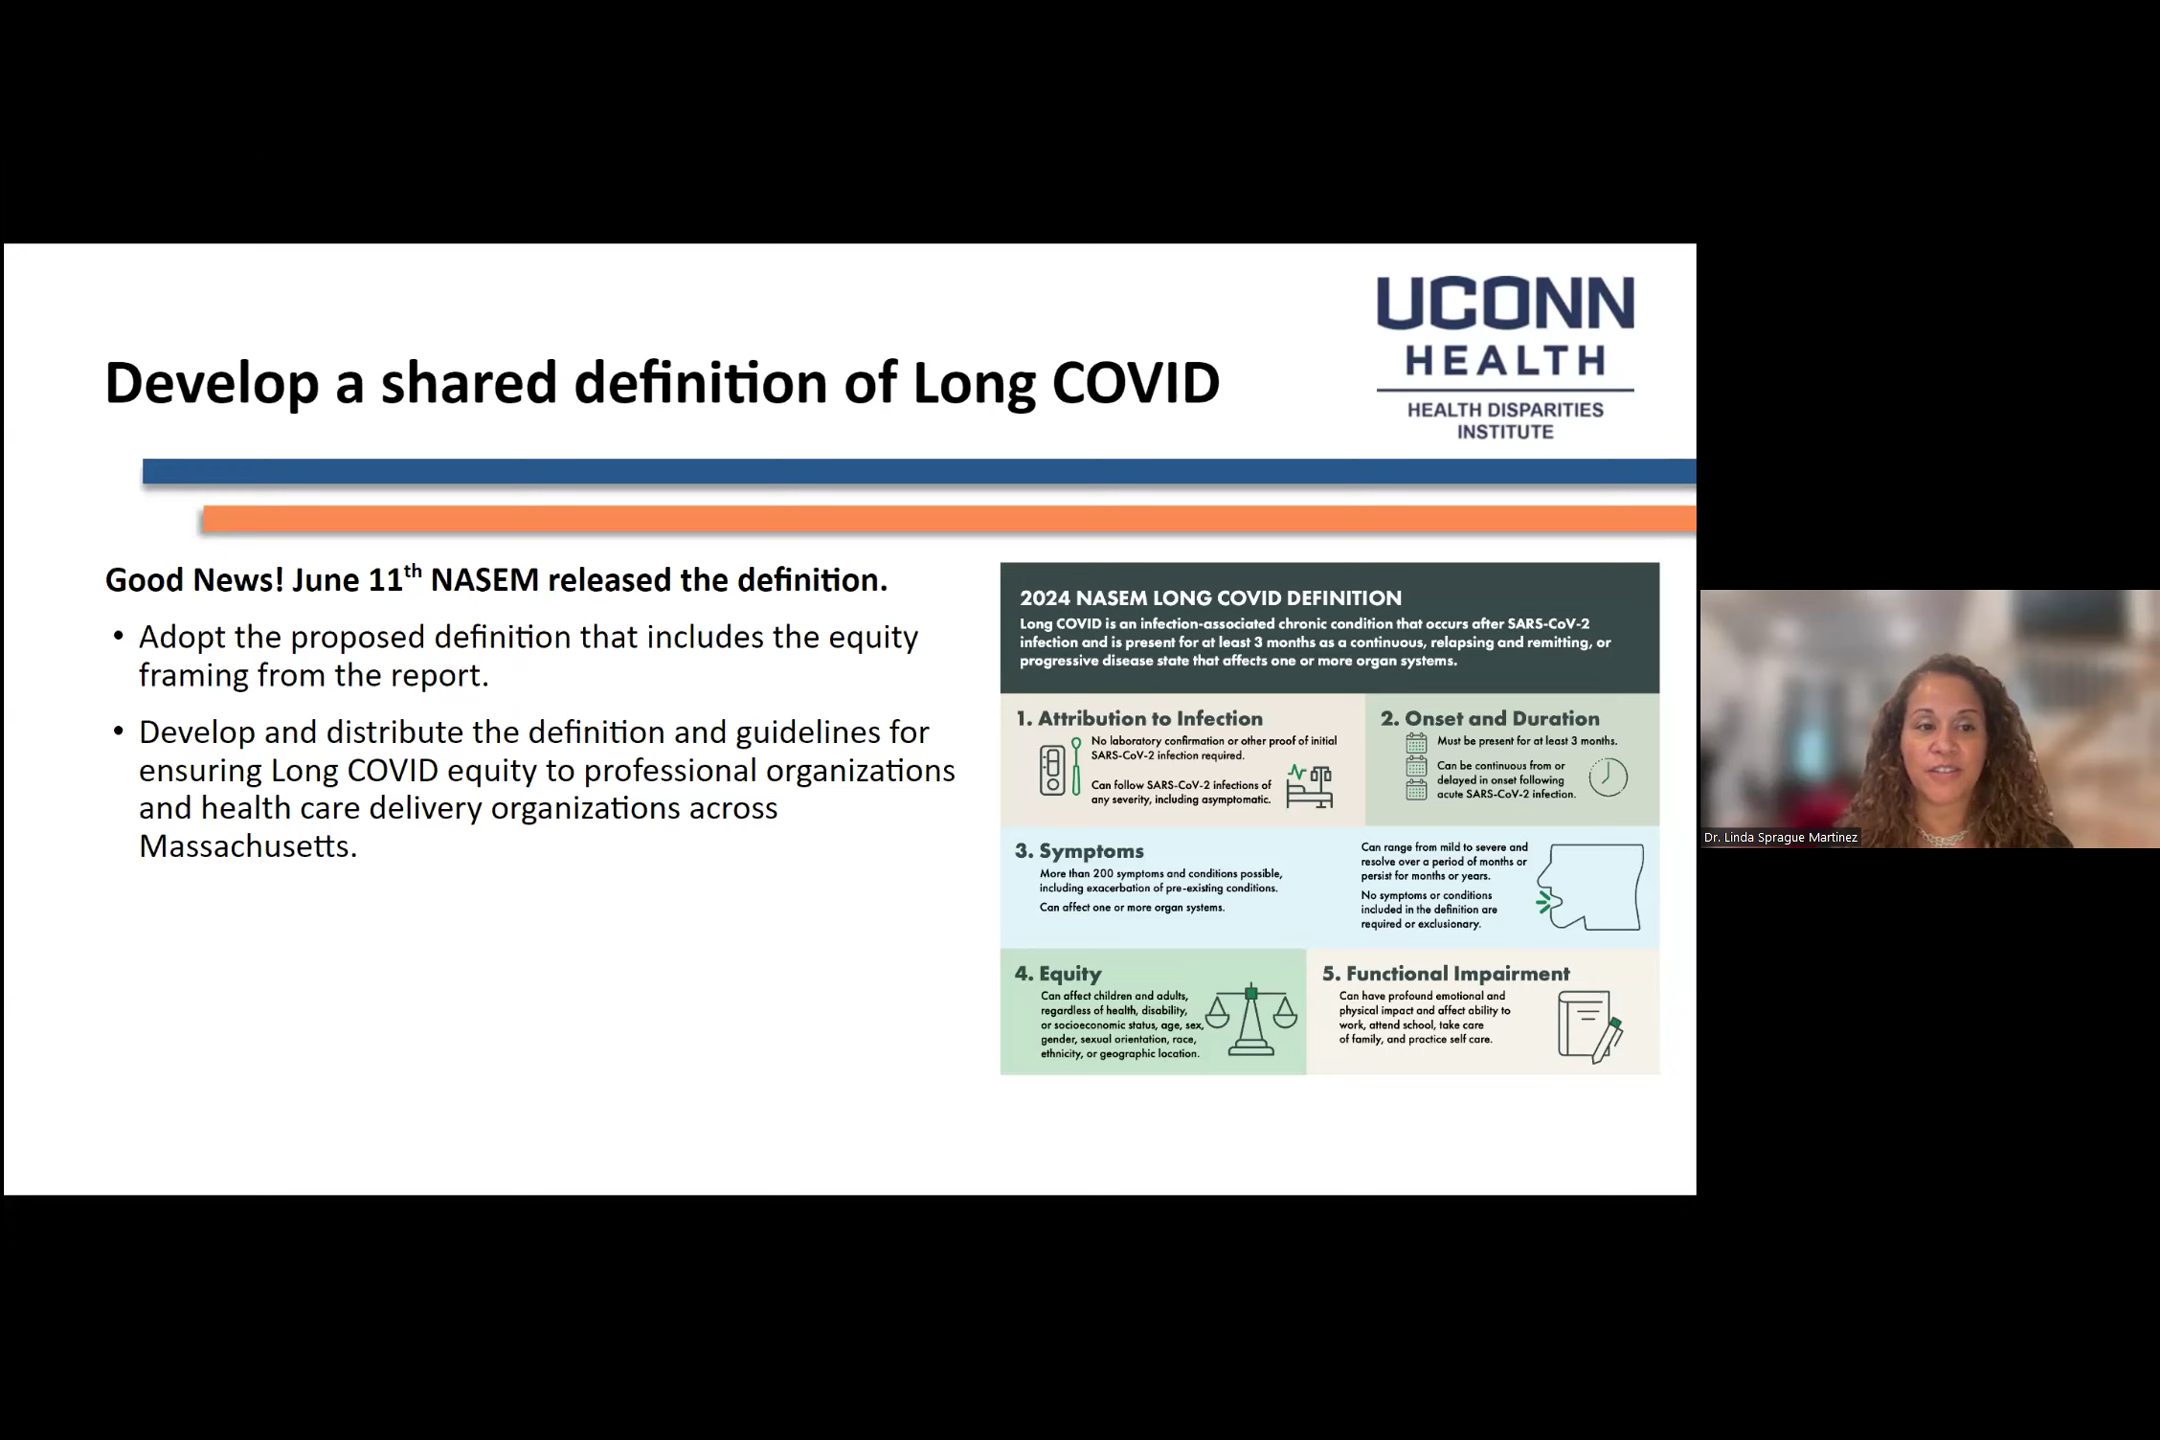 UCONN
HEALTH
HEALTH DISPARITIES
INSTITUTE
Develop a shared definition of Long COVID
Good News! June 11th NASEM released the definition.
• Adopt the proposed definition that includes the equity
framing from the report.
• Develop and distribute the definition and guidelines for
ensuring Long COVID equity to professional organizations
and health care delivery organizations across
Massachusetts.
2024 NASEM LONG COVID DEFINITION
Long COVID is an infection-associated chronic condition that occurs after SARS-CoV-2
infection and is present for at least 3 months as a continuous, relapsing and remitting, or
progressive disease state that affects one or more organ systems.
1. Attribution to Infection
No laboratory confirmation or other proof of initial
SARS-CoV-2 infection required.
Can follow SARS-CoV-2 infections of
any severity, including asymptomatic.
2. Onset and Duration
Must be present for at least 3 months.
Can be continuous from or
delayed in onset following
acute SARS-CoV-2 infection.
3. Symptoms
More than 200 symptoms and conditions possible,
including exacerbation of pre-existing conditions.
Can affect one or more organ systems.
Can range from mild to severe and
resolve over a period of months or
persist for months or years.
No symptoms or conditions
included in the definition are
required or exclusionary.
4. Equity
Can affect children and adults,
regardless of health, disability,
or socioeconomic status, age, sex,
gender, sexual orientation, race,
ethnicity, or geographic location.
5. Functional Impairment
Can have profound emotional and
physical impact and affect ability to
work, attend school, take care
of family, and practice self care.
Dr. Linda Sprague Martinez